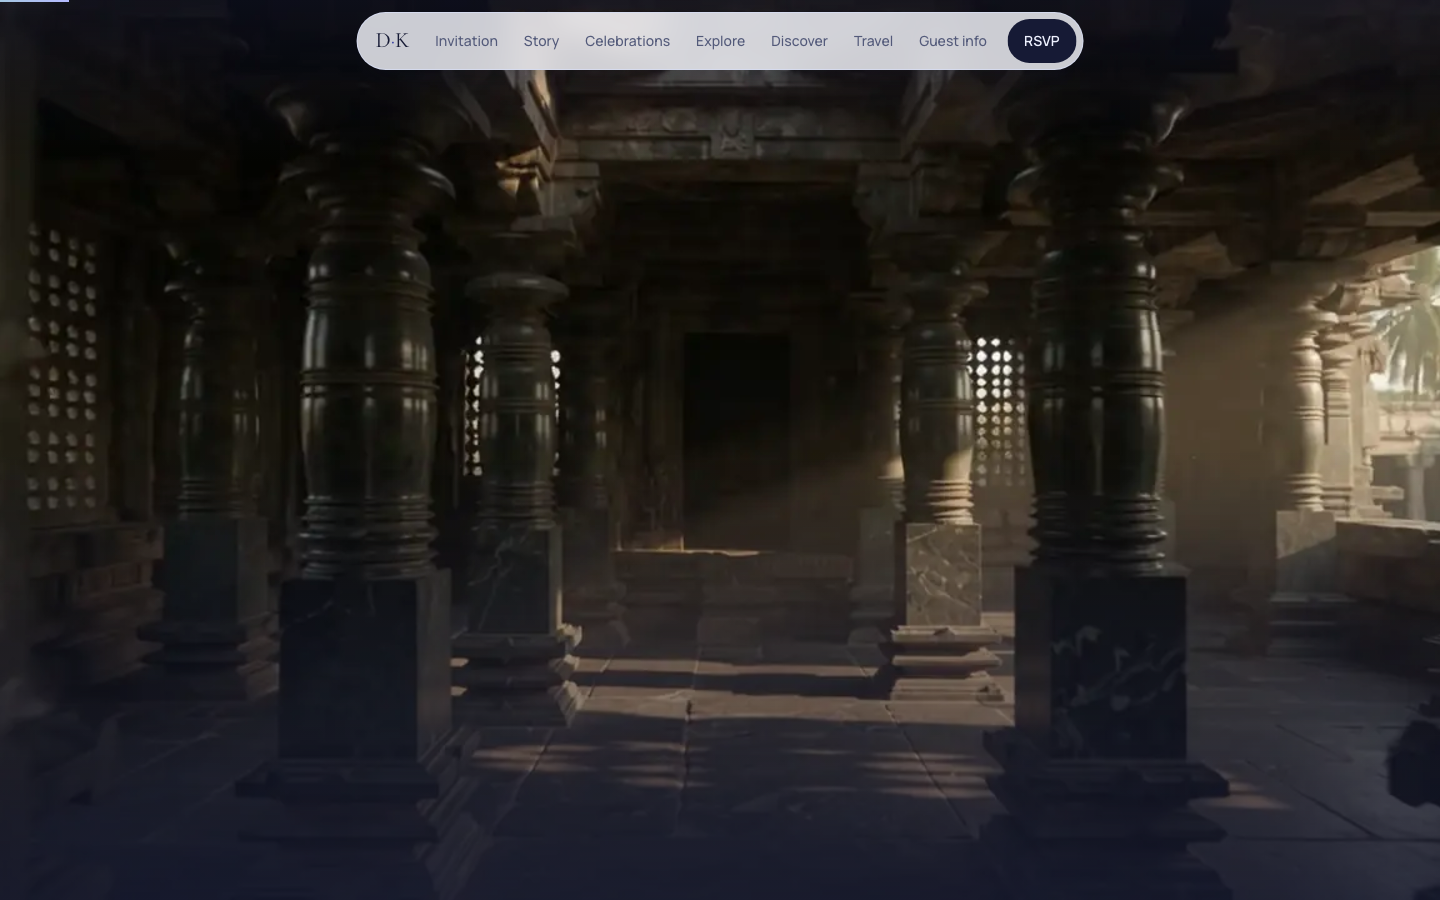 D·K
Invitation
Story
Celebrations
Explore
Discover
Travel
Guest info
RSVP